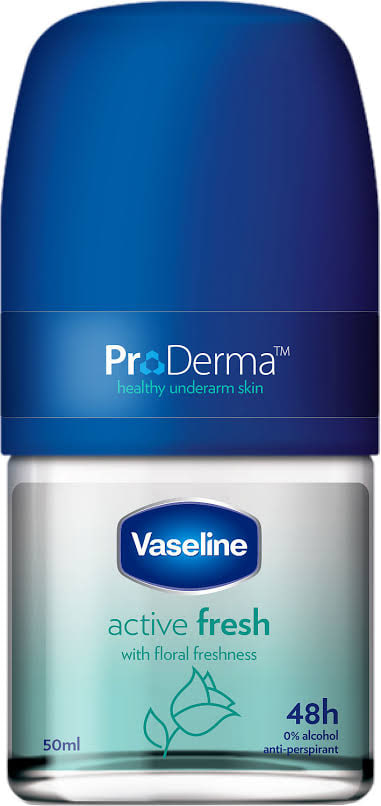 ProDerma™
healthy underarm skin
Vaseline
active fresh
with floral freshness
48h
0% alcohol
50ml
anti-perspirant